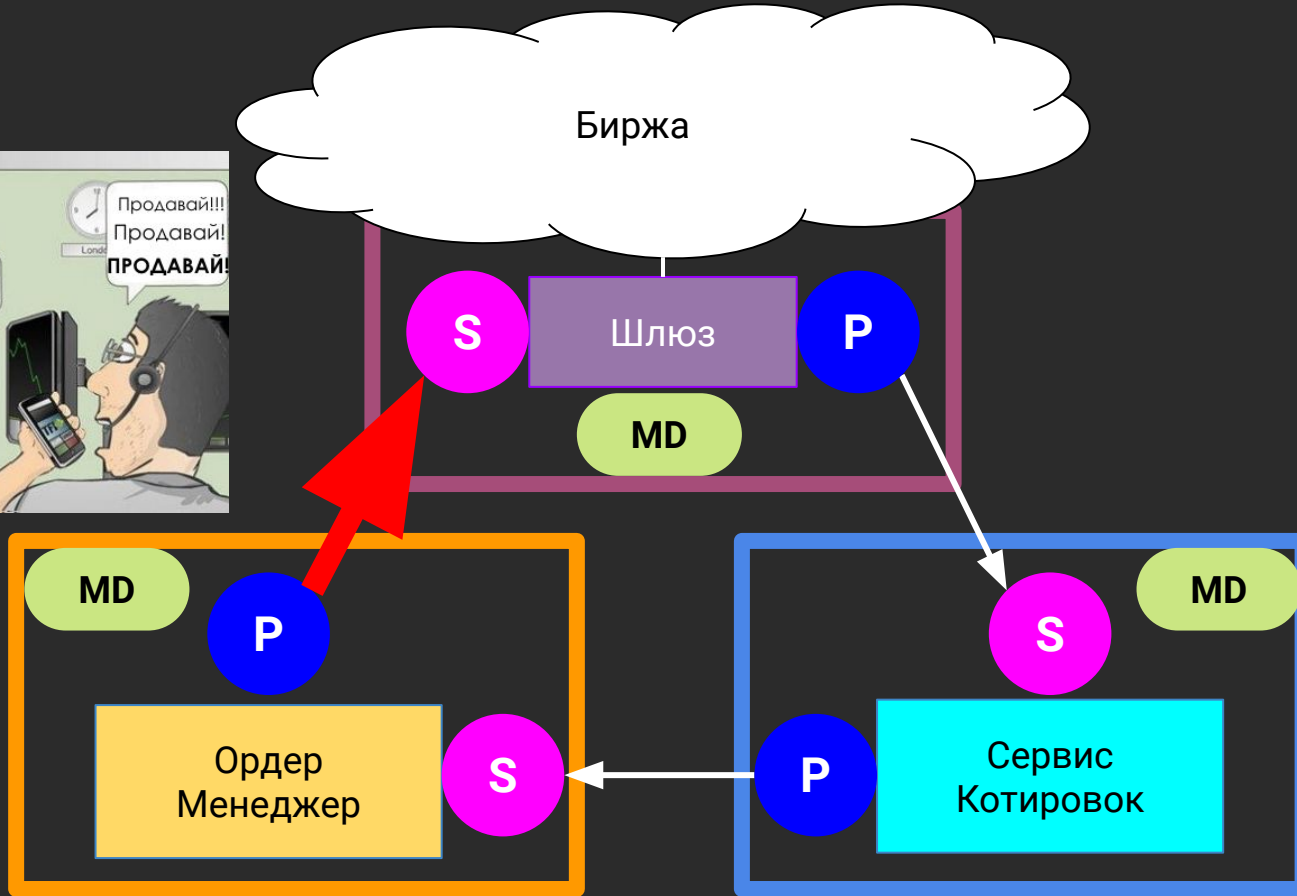 Биржа
Продавай!!!
Продавай!
ПРОДАВАЙ!
S
Шлюз
P
MD
MD
P
S
MD
Ордер
Менеджер
S
P
Сервис
Котировок